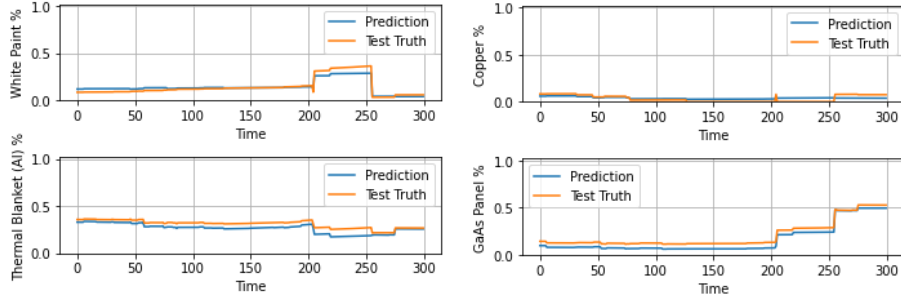 White Paint %
1.0
0.5
0.0
Prediction
Test Truth
0 50 100 150 200 250 300
Time
Copper %
1.0
0.5
0.0
Prediction
Test Truth
0 50 100 150 200 250 300
Time
Thermal Blanket (Al) %
1.0
0.5
0.0
Prediction
Test Truth
0 50 100 150 200 250 300
Time
GaAs Panel %
1.0
0.5
0.0
Prediction
Test Truth
0 50 100 150 200 250 300
Time